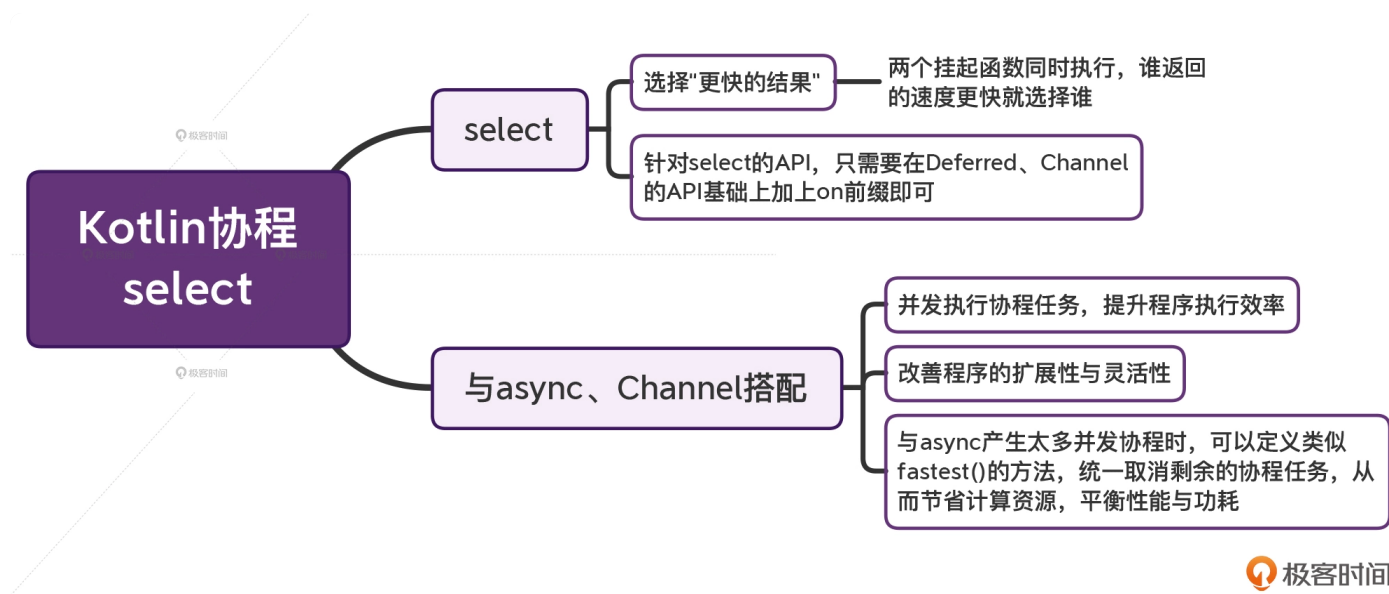 极客时间
Kotlin协程
select
极客时间
select
选择"更快的结果"
两个挂起函数同时执行，谁返回
的速度更快就选择谁
针对select的API，只需要在Deferred、Channel
的API基础上加上on前缀即可
与async、Channel搭配
并发执行协程任务，提升程序执行效率
改善程序的扩展性与灵活性
与async产生太多并发协程时，可以定义类似
fastest()的方法，统一取消剩余的协程任务，从
而节省计算资源，平衡性能与功耗
极客时间